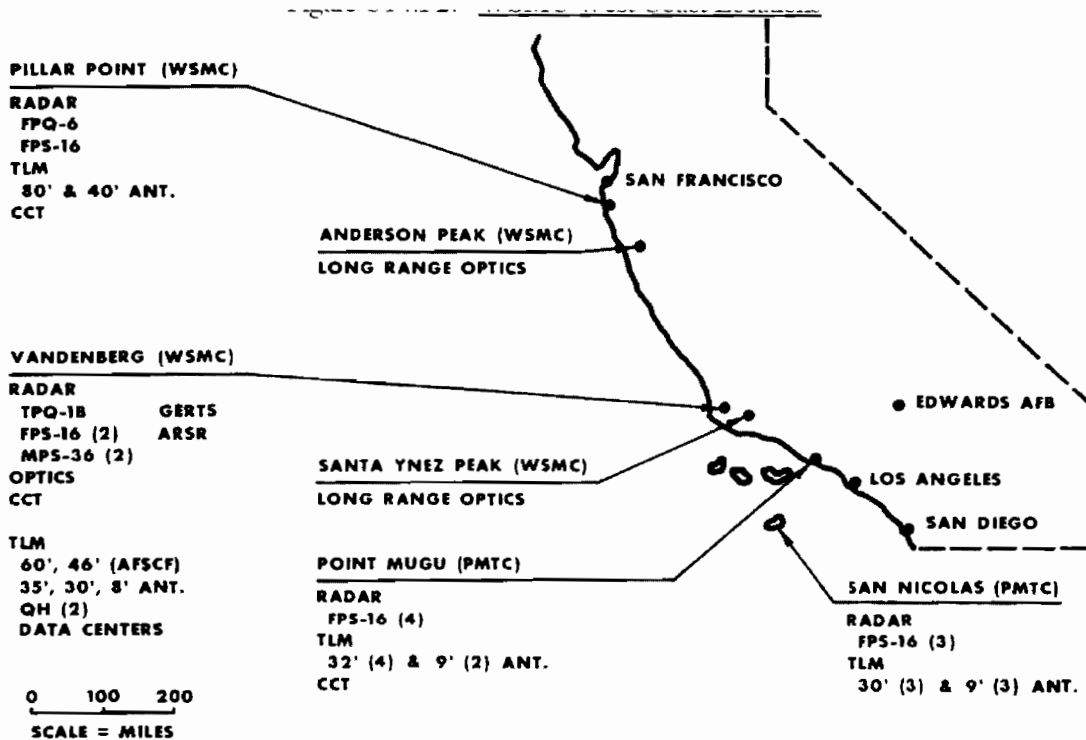 PILLAR POINT (WSMC)
RADAR
FPQ-6
FPS-16
TLM
80' & 40' ANT.
CCT
SAN FRANCISCO
ANDERSON PEAK (WSMC)
LONG RANGE OPTICS
VANDENBERG (WSMC)
RADAR
TPQ-18 GERTS
FPS-16 (2) ARSR
MPS-36 (2)
OPTICS
CCT
TLM
60', 46' (AFSCF)
35', 30', 8' ANT.
QH (2)
DATA CENTERS
EDWARDS AFB
SANTA YNEZ PEAK (WSMC)
LONG RANGE OPTICS
LOS ANGELES
SAN DIEGO
POINT MUGU (PMTC)
RADAR
FPS-16 (4)
TLM
32' (4) & 9' (2) ANT.
CCT
SAN NICOLAS (PMTC)
RADAR
FPS-16 (3)
TLM
30' (3) & 9' (3) ANT.
0 100 200
SCALE = MILES